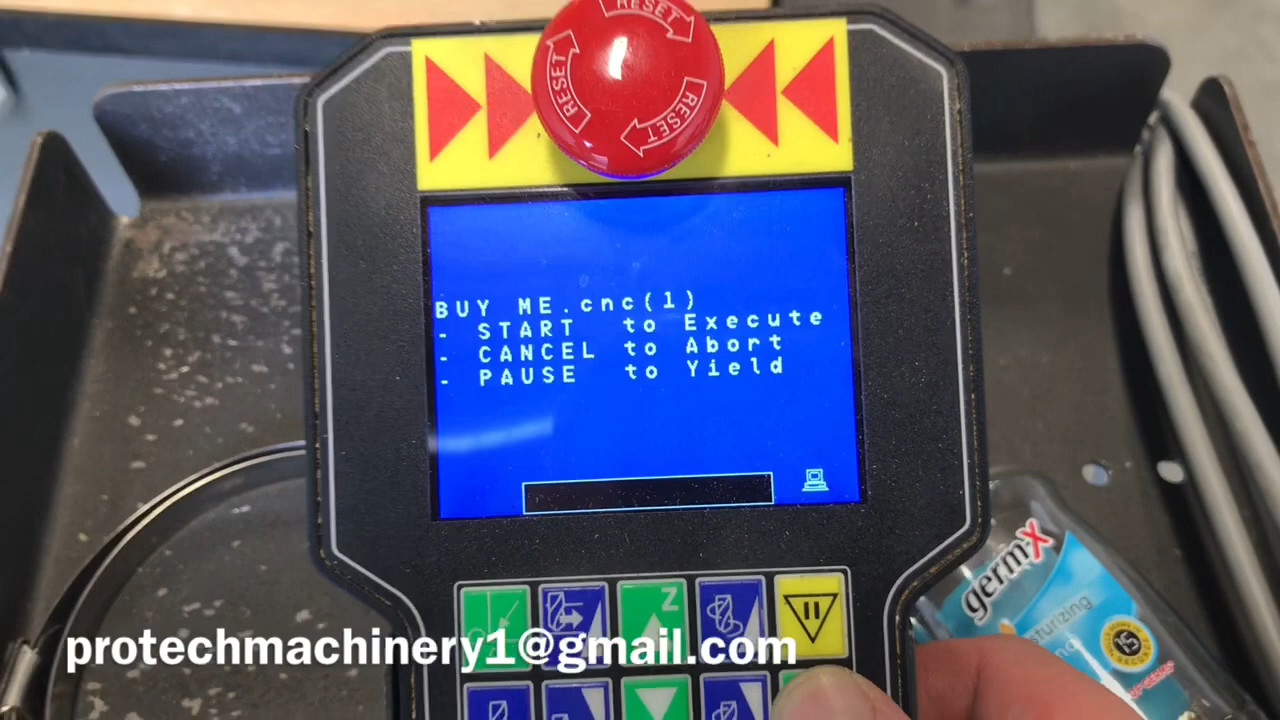 RESET
RESET
RESET
BUY ME.cnc(1)
- START to Execute
- CANCEL to Abort
- PAUSE to Yield
Z
germ-x
protechmachinery1@gmail.com